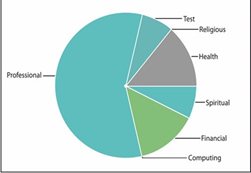 Test
Religious
Health
Professional
Spiritual
Financial
Computing